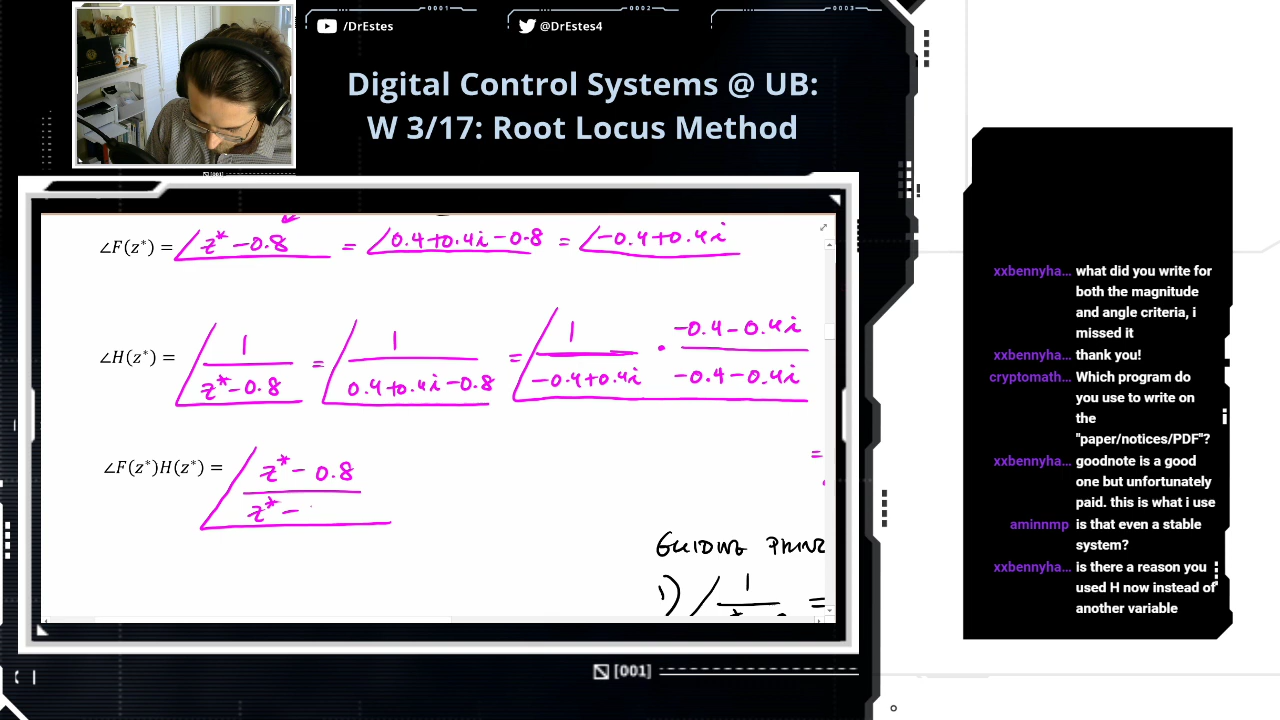 0001
0002
0003
/DrEstes
@DrEstes4
Digital Control Systems @ UB:
W 3/17: Root Locus Method
[001]
∠F(z*) = ∠z* - 0.8 = ∠0.4+0.4i - 0.8 = ∠-0.4+0.4i
∠H(z*) = ∠1/(z* - 0.8) = ∠1/(0.4+0.4i - 0.8) = ∠1/(-0.4+0.4i) · (-0.4 - 0.4i)/(-0.4 - 0.4i)
=
∠F(z*)H(z*) = ∠(z* - 0.8)/(z* -
GUIDING
1) ∠1/ =
[001]
xxbennyha... what did you write for
both the magnitude
and angle criteria, i
missed it
xxbennyha... thank you!
cryptomath... Which program do
you use to write on
the
"paper/notices/PDF"?
xxbennyha... goodnote is a good
one but unfortunately
paid. this is what i use
aminnmp is that even a stable
system?
xxbennyha... is there a reason you
used H now instead of
another variable